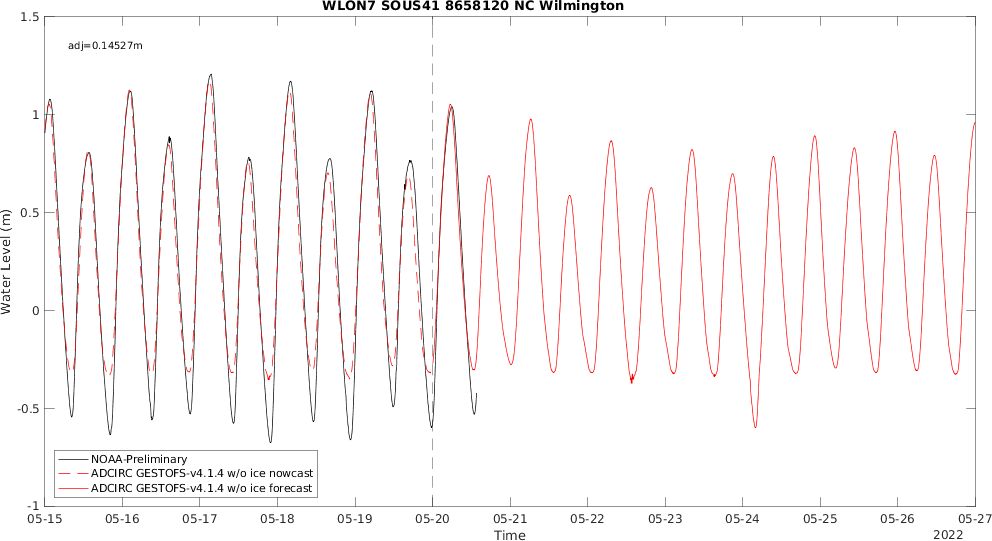 WLON7 SOUS41 8658120 NC Wilmington
1.5
adj=0.14527m
1
0.5
Water Level (m)
0
-0.5
NOAA-Preliminary
ADCIRC GESTOFS-v4.1.4 w/o ice nowcast
ADCIRC GESTOFS-v4.1.4 w/o ice forecast
-1
05-15 05-16 05-17 05-18 05-19 05-20 05-21 05-22 05-23 05-24 05-25 05-26 05-27
Time
2022